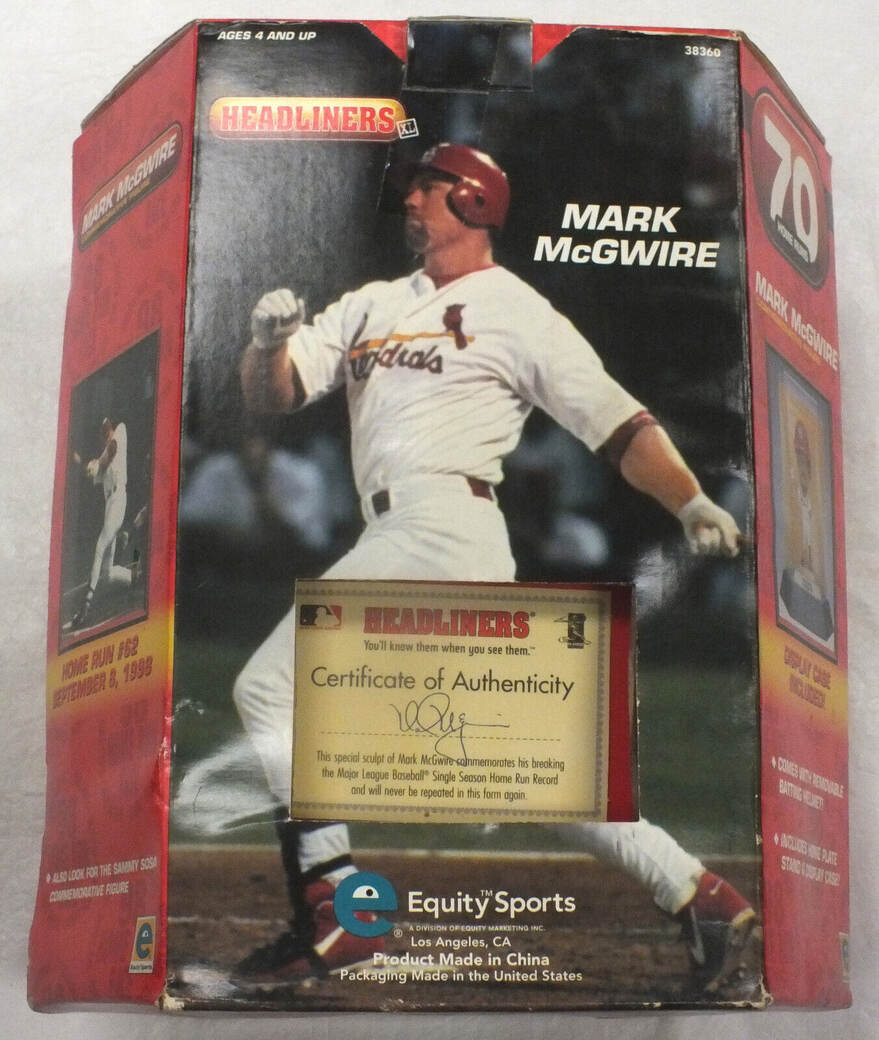 AGES 4 AND UP
38360
HEADLINERS XL
MARK
McGWIRE
Cardinals
HEADLINERS®
You'll know them when you see them.™
Certificate of Authenticity
This special sculpt of Mark McGwire commemorates his breaking
the Major League Baseball® Single Season Home Run Record
and will never be repeated in this form again.
e
®
Equity™ Sports
A DIVISION OF EQUITY MARKETING INC.
Los Angeles, CA
Product Made in China
Packaging Made in the United States
MARK McGWIRE
HOME RUN #62
SEPTEMBER 8, 1998
ALSO LOOK FOR THE SAMMY SOSA
COMMEMORATIVE FIGURE
e
Equity Sports
70
HOME RUNS
MARK McGWIRE
DISPLAY CASE
INCLUDED!
COMES WITH REMOVABLE
BATTING HELMET!
INCLUDES HOME PLATE
STAND & DISPLAY CASE!